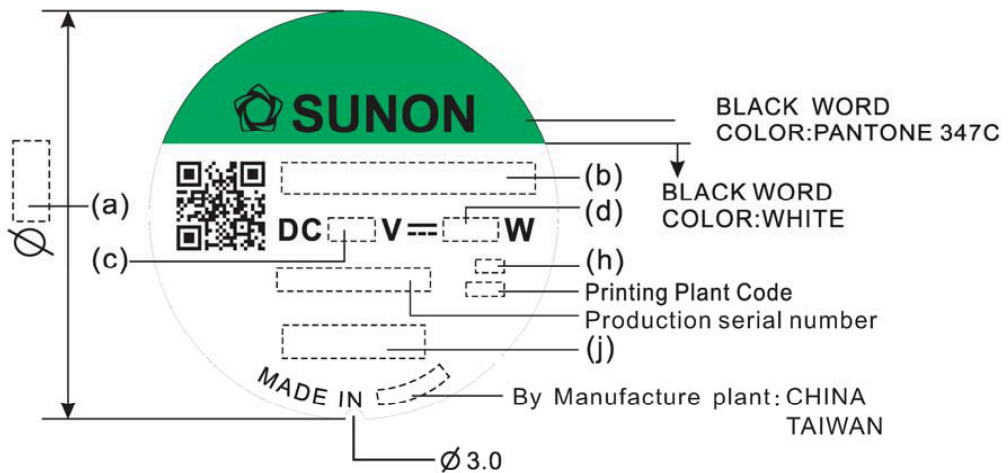 SUNON
BLACK WORD
COLOR:PANTONE 347C
BLACK WORD
COLOR:WHITE
(a)
Ø
(b)
(d)
DC V W
(c)
(h)
Printing Plant Code
Production serial number
(j)
MADE IN
By Manufacture plant: CHINA
TAIWAN
Ø 3.0